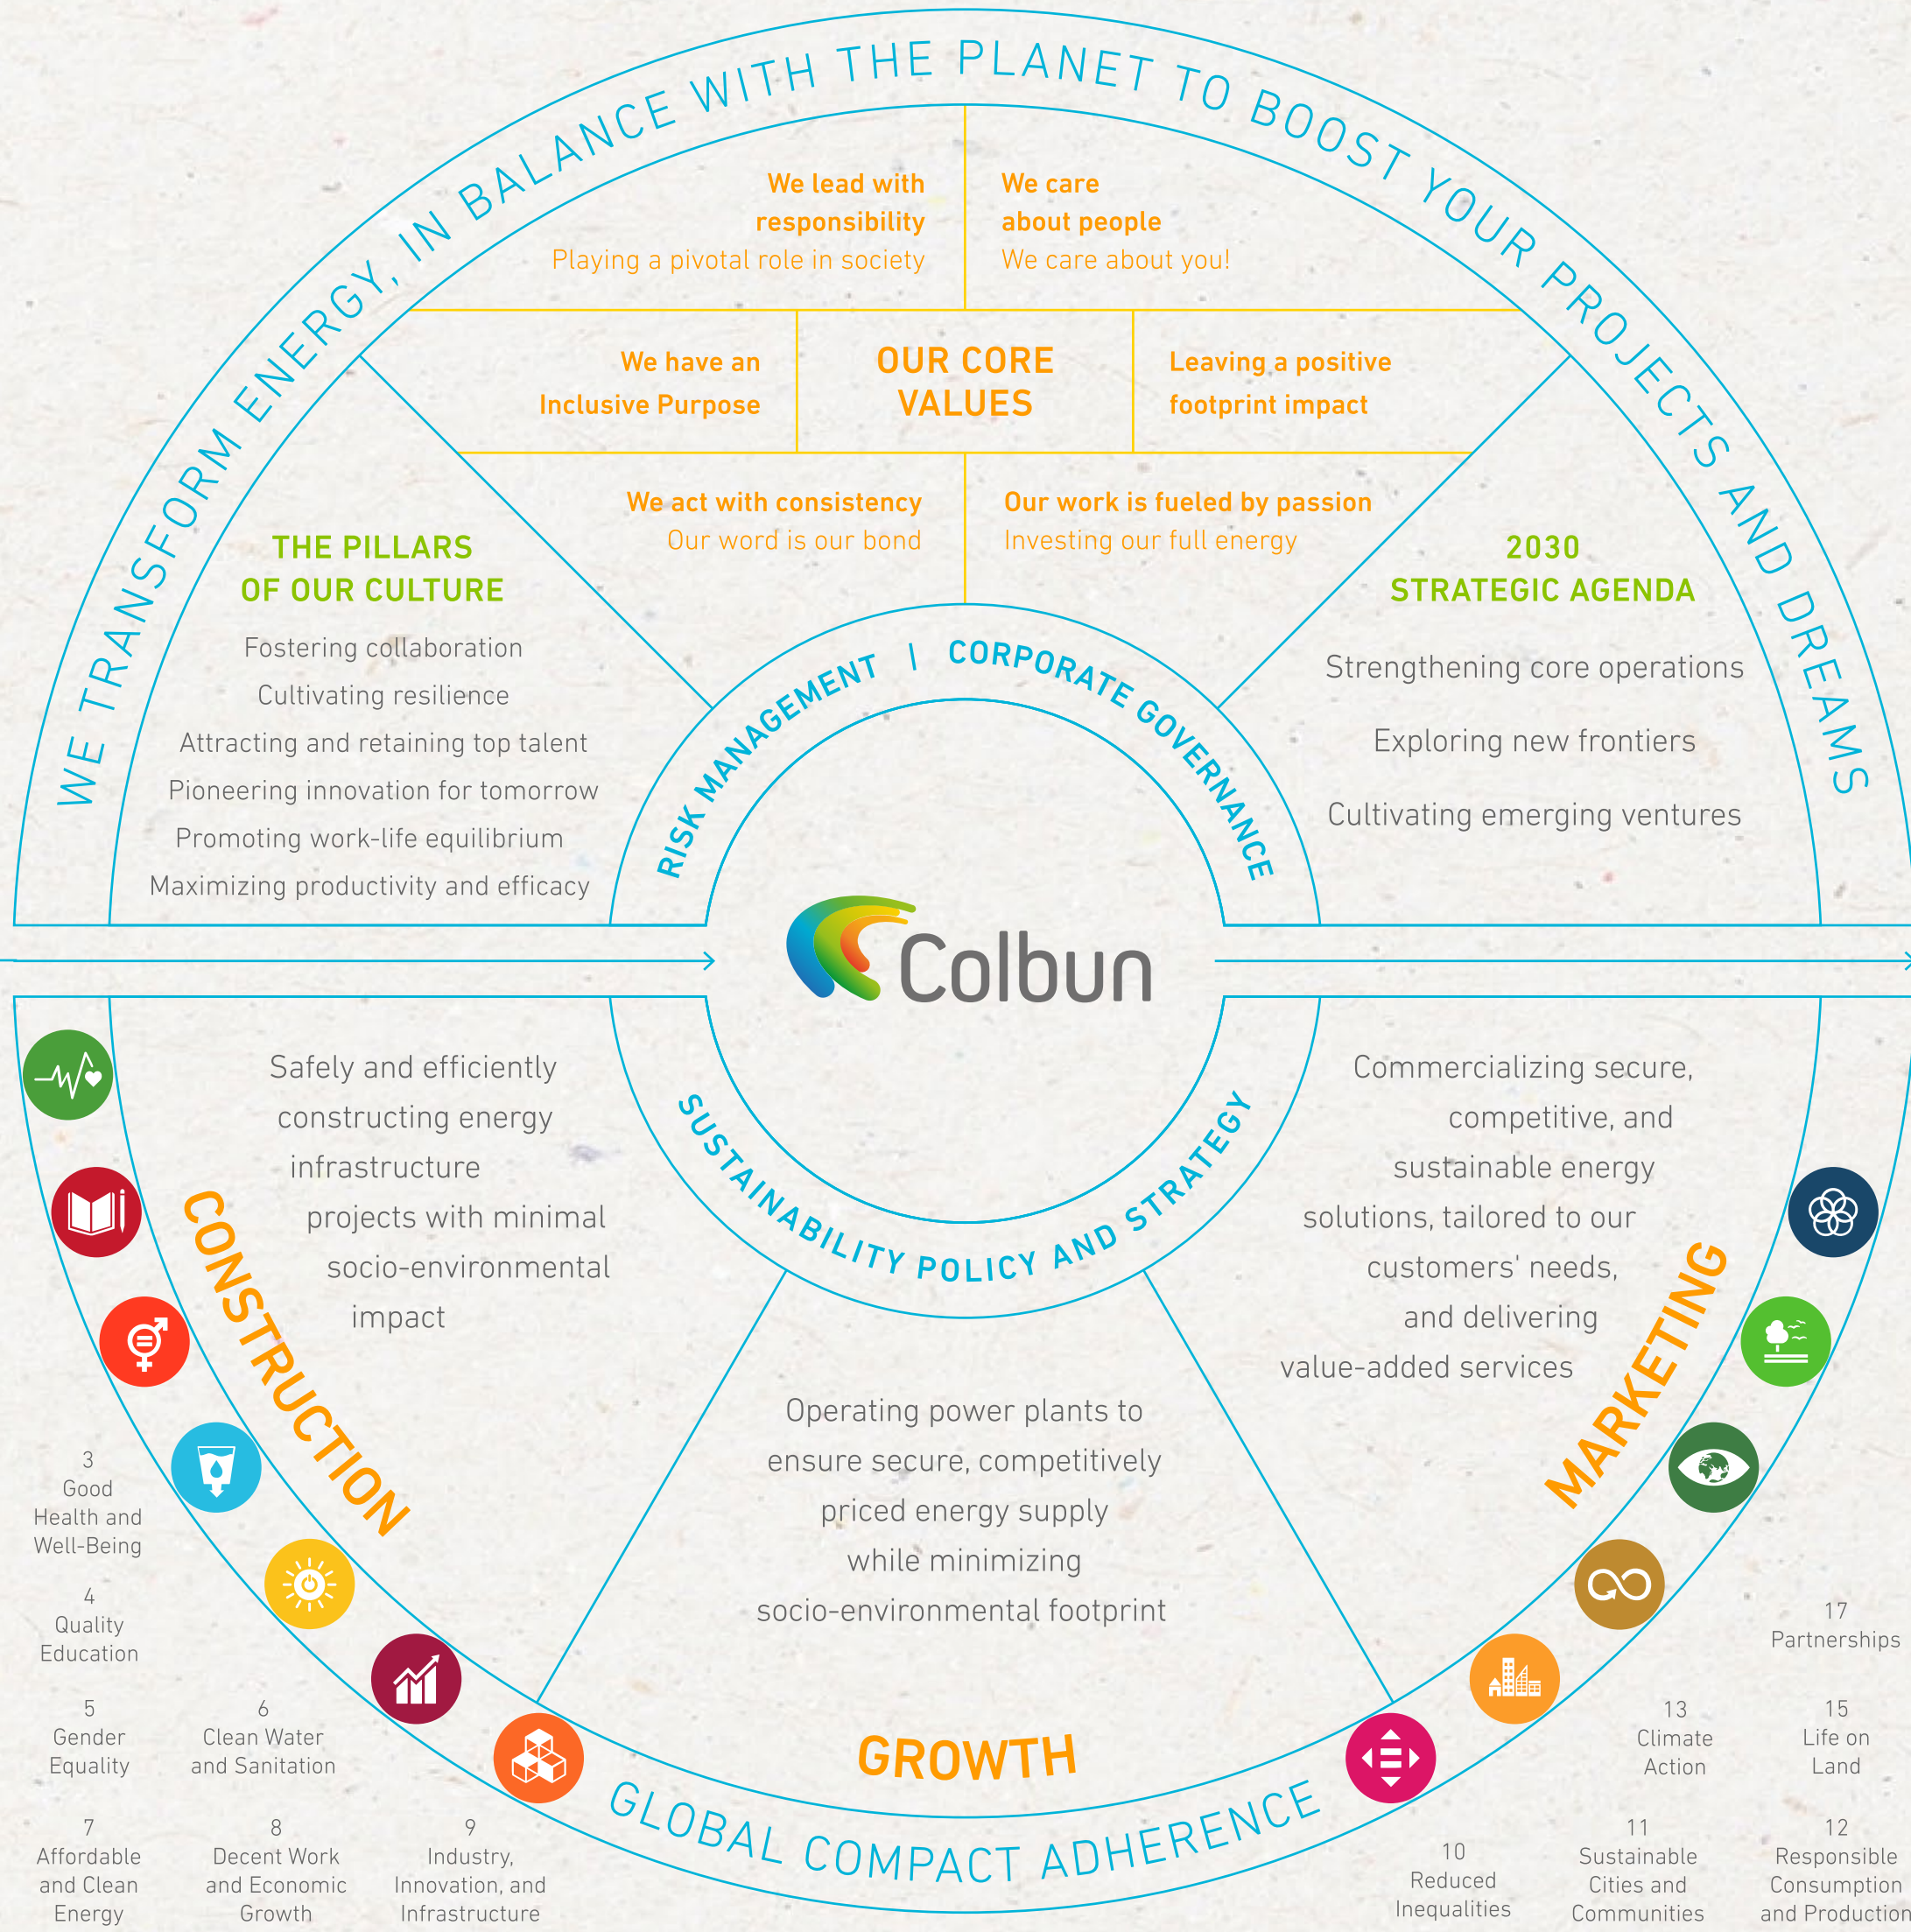 WE TRANSFORM ENERGY, IN BALANCE WITH THE PLANET TO BOOST YOUR PROJECTS AND DREAMS
We lead with
responsibility
Playing a pivotal role in society
We care
about people
We care about you!
We have an
Inclusive Purpose
OUR CORE
VALUES
Leaving a positive
footprint impact
We act with consistency
Our word is our bond
Our work is fueled by passion
Investing our full energy
THE PILLARS
OF OUR CULTURE
Fostering collaboration
Cultivating resilience
Attracting and retaining top talent
Pioneering innovation for tomorrow
Promoting work-life equilibrium
Maximizing productivity and efficacy
2030
STRATEGIC AGENDA
Strengthening core operations
Exploring new frontiers
Cultivating emerging ventures
RISK MANAGEMENT | CORPORATE GOVERNANCE
Colbun
SUSTAINABILITY POLICY AND STRATEGY
Safely and efficiently
constructing energy
infrastructure
projects with minimal
socio-environmental
impact
CONSTRUCTION
Operating power plants to
ensure secure, competitively
priced energy supply
while minimizing
socio-environmental footprint
GROWTH
Commercializing secure,
competitive, and
sustainable energy
solutions, tailored to our
customers' needs,
and delivering
value-added services
MARKETING
GLOBAL COMPACT ADHERENCE
3
Good
Health and
Well-Being
4
Quality
Education
5
Gender
Equality
6
Clean Water
and Sanitation
7
Affordable
and Clean
Energy
8
Decent Work
and Economic
Growth
9
Industry,
Innovation, and
Infrastructure
10
Reduced
Inequalities
11
Sustainable
Cities and
Communities
12
Responsible
Consumption
and Production
13
Climate
Action
15
Life on
Land
17
Partnerships